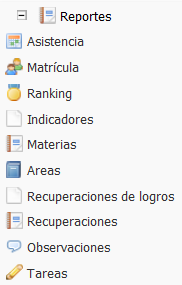 Reportes
Asistencia
Matrícula
Ranking
Indicadores
Materias
Areas
Recuperaciones de logros
Recuperaciones
Observaciones
Tareas